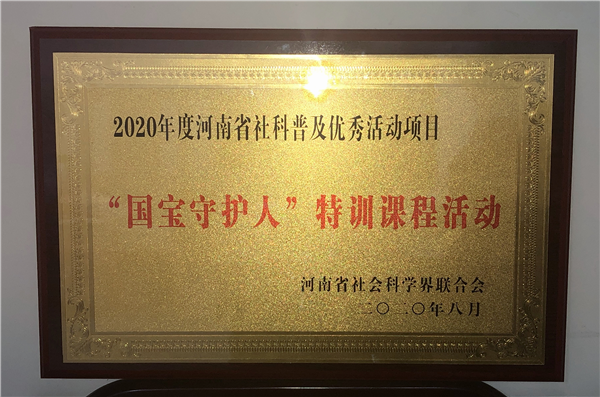 2020年度河南省社科普及优秀活动项目
“国宝守护人”特训课程活动
河南省社会科学界联合会
二〇二〇年八月